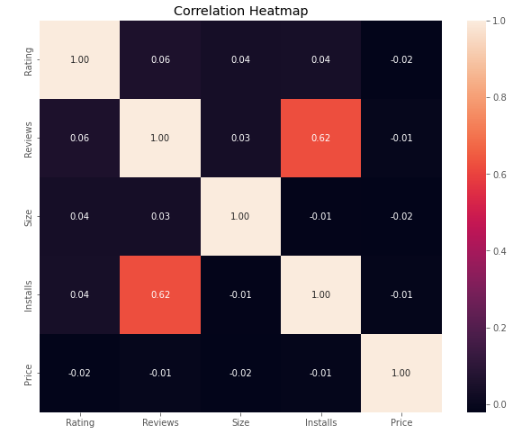 Correlation Heatmap
Rating 1.00 0.06 0.04 0.04 -0.02
Reviews 0.06 1.00 0.03 0.62 -0.01
Size 0.04 0.03 1.00 -0.01 -0.02
Installs 0.04 0.62 -0.01 1.00 -0.01
Price -0.02 -0.01 -0.02 -0.01 1.00
Rating Reviews Size Installs Price
1.0
0.8
0.6
0.4
0.2
0.0